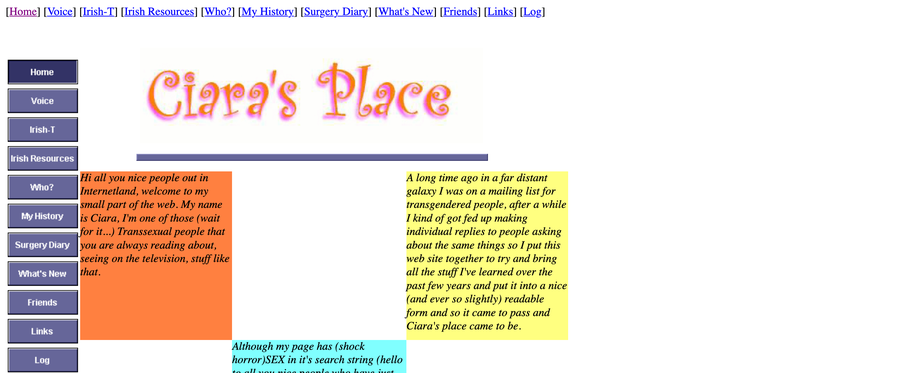 [Home] [Voice] [Irish-T] [Irish Resources] [Who?] [My History] [Surgery Diary] [What's New] [Friends] [Links] [Log]
Ciara's Place
Home
Voice
Irish-T
Irish Resources
Who?
My History
Surgery Diary
What's New
Friends
Links
Log
Hi all you nice people out in
Internetland, welcome to my
small part of the web. My name
is Ciara, I'm one of those (wait
for it...) Transsexual people that
you are always reading about,
seeing on the television, stuff like
that.
A long time ago in a far distant
galaxy I was on a mailing list for
transgendered people, after a while
I kind of got fed up making
individual replies to people asking
about the same things so I put this
web site together to try and bring
all the stuff I've learned over the
past few years and put it into a nice
(and ever so slightly) readable
form and so it came to pass and
Ciara's place came to be.
Although my page has (shock
horror)SEX in it's search string (hello
to all you nice people who have just